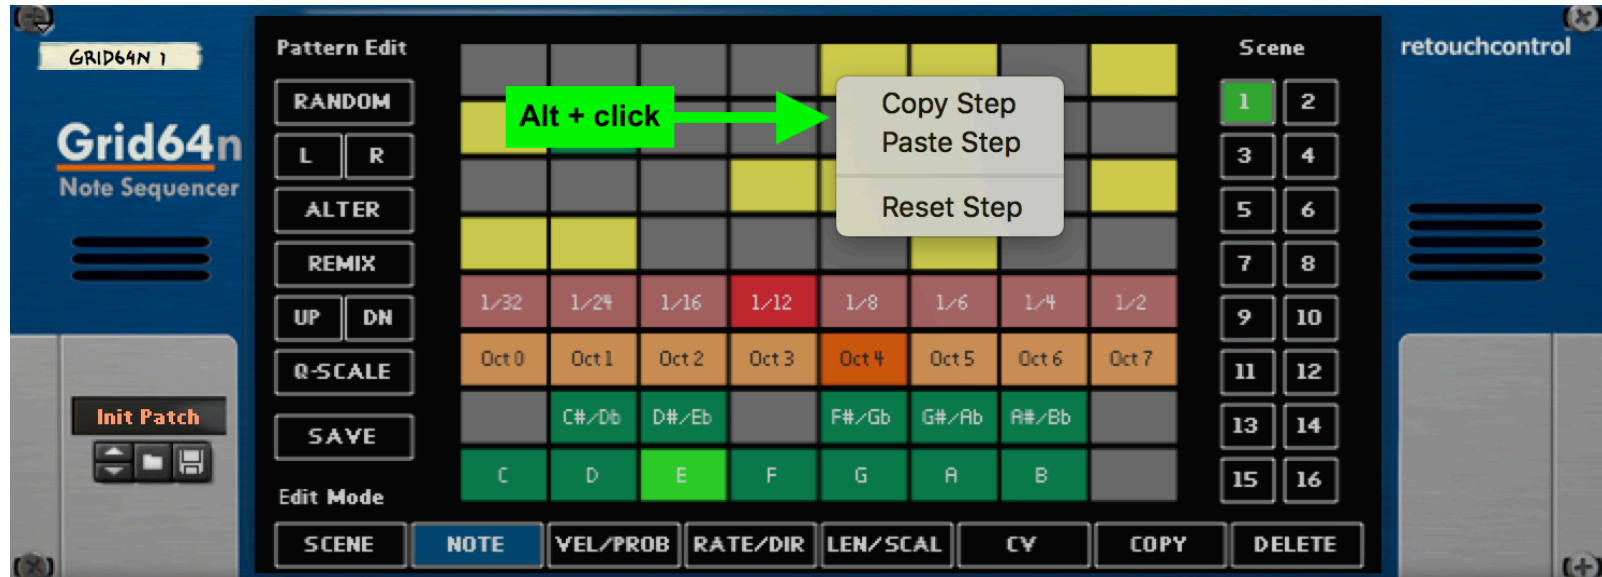 GRID64N 1
Grid64n
Note Sequencer
Init Patch
Pattern Edit
RANDOM
L R
ALTER
REMIX
UP DN
Q-SCALE
SAVE
Edit Mode
Alt + click
Copy Step
Paste Step
Reset Step
1/32 1/24 1/16 1/12 1/8 1/6 1/4 1/2
Oct 0 Oct 1 Oct 2 Oct 3 Oct 4 Oct 5 Oct 6 Oct 7
C#/Db D#/Eb F#/Gb G#/Ab A#/Bb
C D E F G A B
SCENE NOTE VEL/PROB RATE/DIR LEN/SCAL CV COPY DELETE
Scene
1 2
3 4
5 6
7 8
9 10
11 12
13 14
15 16
retouchcontrol